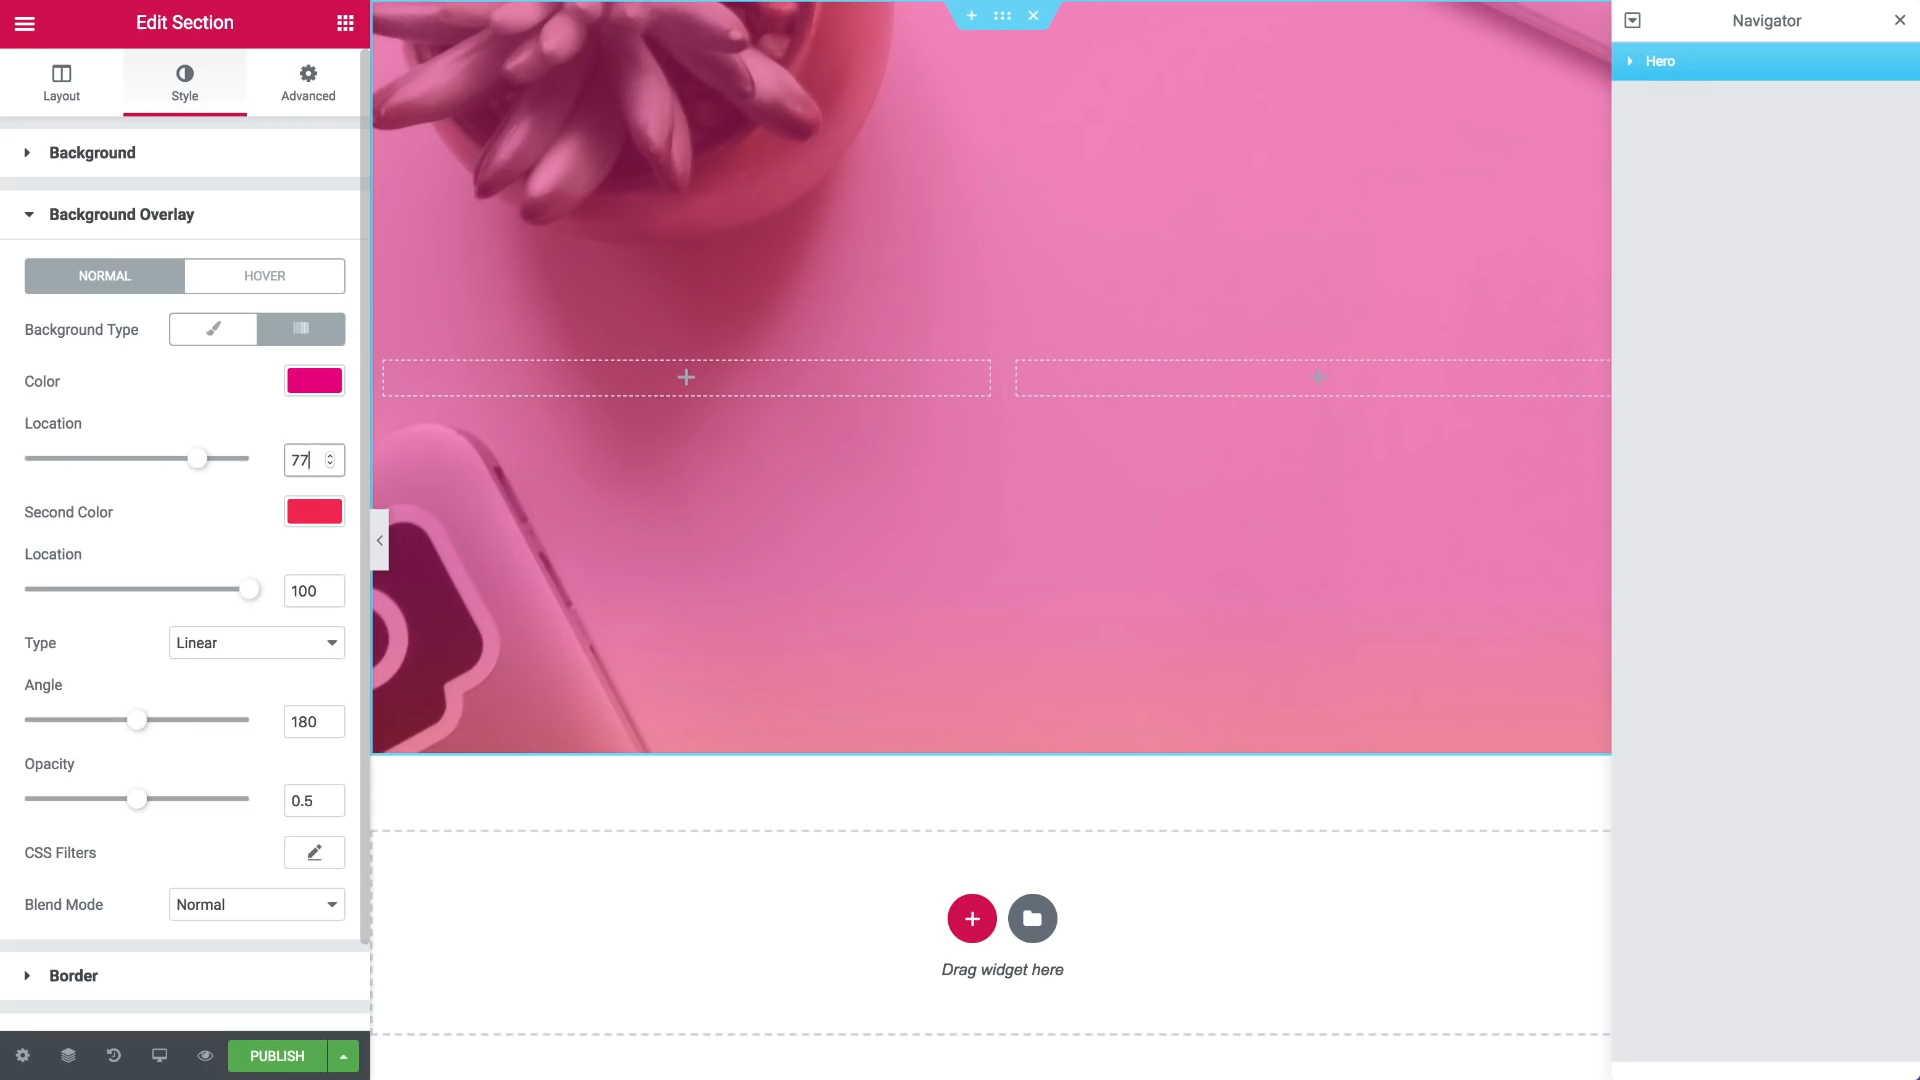 Edit Section
Navigator
Hero
Layout
Style
Advanced
Background
Background Overlay
NORMAL
HOVER
Background Type
Color
Location
77
Second Color
Location
100
Type
Linear
Angle
180
Opacity
0.5
CSS Filters
Blend Mode
Normal
Border
PUBLISH
Drag widget here